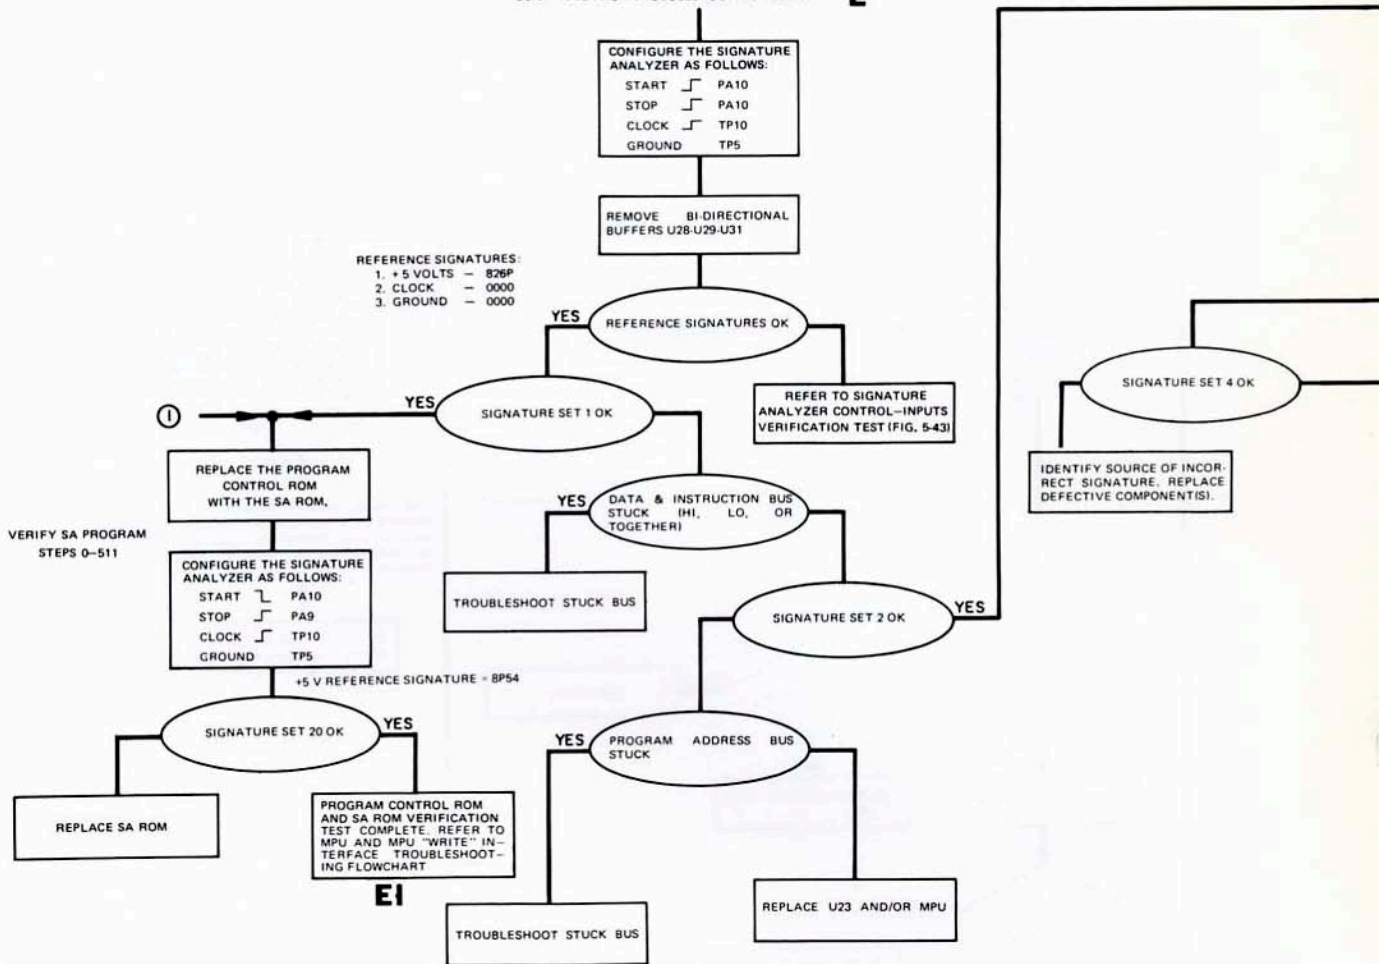 CONFIGURE THE SIGNATURE
ANALYZER AS FOLLOWS:
START PA10
STOP PA10
CLOCK TP10
GROUND TP5
REMOVE BI-DIRECTIONAL
BUFFERS U28-U29-U31
REFERENCE SIGNATURES:
1. +5 VOLTS — 826P
2. CLOCK — 0000
3. GROUND — 0000
YES
REFERENCE SIGNATURES OK
REFER TO SIGNATURE
ANALYZER CONTROL–INPUTS
VERIFICATION TEST (FIG. 5-43)
YES
SIGNATURE SET 1 OK
1
REPLACE THE PROGRAM
CONTROL ROM
WITH THE SA ROM.
VERIFY SA PROGRAM
STEPS 0–511
CONFIGURE THE SIGNATURE
ANALYZER AS FOLLOWS:
START PA10
STOP PA9
CLOCK TP10
GROUND TP5
+5 V REFERENCE SIGNATURE = 8P54
SIGNATURE SET 20 OK
YES
REPLACE SA ROM
PROGRAM CONTROL ROM
AND SA ROM VERIFICATION
TEST COMPLETE. REFER TO
MPU AND MPU "WRITE" IN-
TERFACE TROUBLESHOOT-
ING FLOWCHART
E1
YES
DATA & INSTRUCTION BUS
STUCK (HI, LO, OR
TOGETHER)
TROUBLESHOOT STUCK BUS
SIGNATURE SET 2 OK
YES
YES
PROGRAM ADDRESS BUS
STUCK
TROUBLESHOOT STUCK BUS
REPLACE U23 AND/OR MPU
SIGNATURE SET 4 OK
IDENTIFY SOURCE OF INCOR-
RECT SIGNATURE. REPLACE
DEFECTIVE COMPONENT(S).